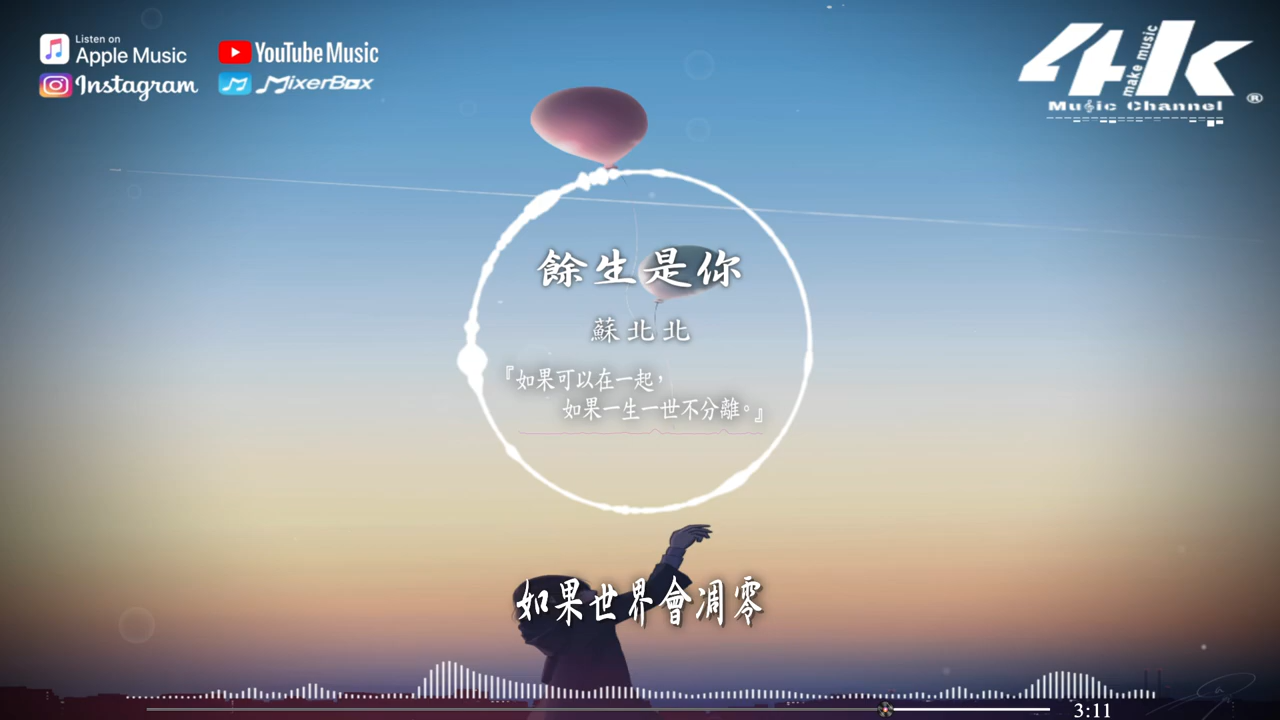 Listen on
Apple Music
YouTube Music
Instagram
MixerBox
4k
make music
Music Channel
®
餘生是你
蘇北北
『如果可以在一起,
如果一生一世不分離。』
如果世界會凋零
3:11